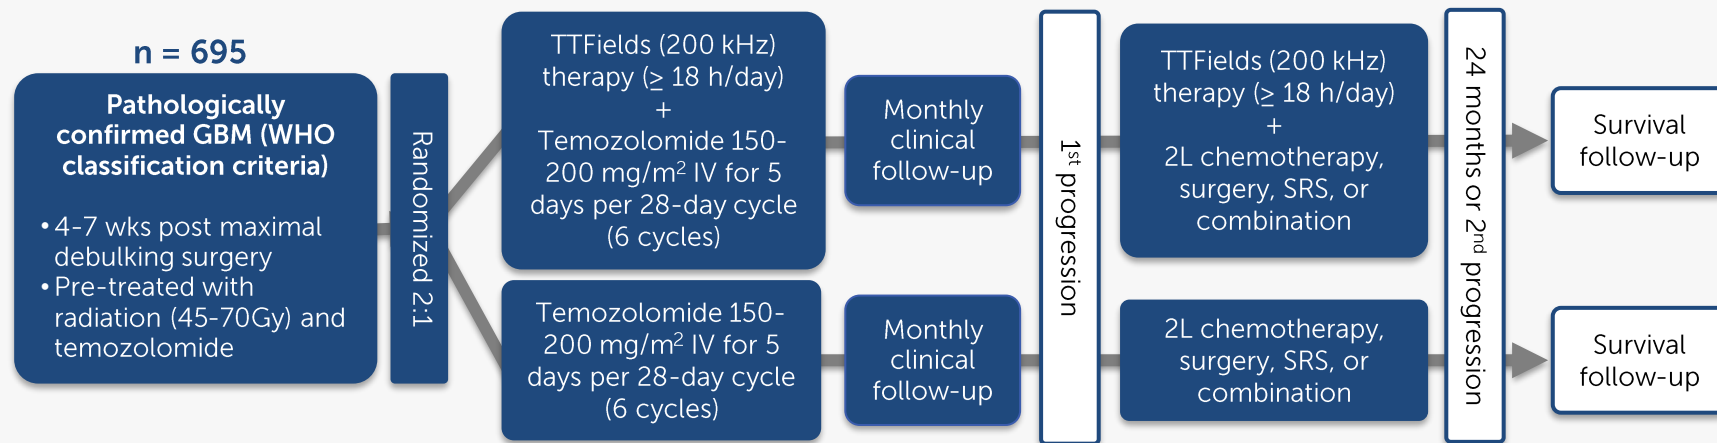 n = 695
Pathologically
confirmed GBM (WHO
classification criteria)
• 4-7 wks post maximal
debulking surgery
• Pre-treated with
radiation (45-70Gy) and
temozolomide
Randomized 2:1
TTFields (200 kHz)
therapy (≥ 18 h/day)
+
Temozolomide 150-
200 mg/m² IV for 5
days per 28-day cycle
(6 cycles)
Monthly
clinical
follow-up
Temozolomide 150-
200 mg/m² IV for 5
days per 28-day cycle
(6 cycles)
Monthly
clinical
follow-up
1st progression
TTFields (200 kHz)
therapy (≥ 18 h/day)
+
2L chemotherapy,
surgery, SRS, or
combination
2L chemotherapy,
surgery, SRS, or
combination
24 months or 2nd progression
Survival
follow-up
Survival
follow-up